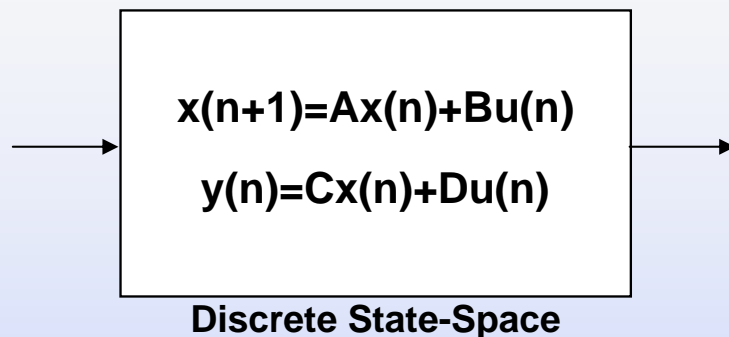 x(n+1)=Ax(n)+Bu(n)
y(n)=Cx(n)+Du(n)
Discrete State-Space